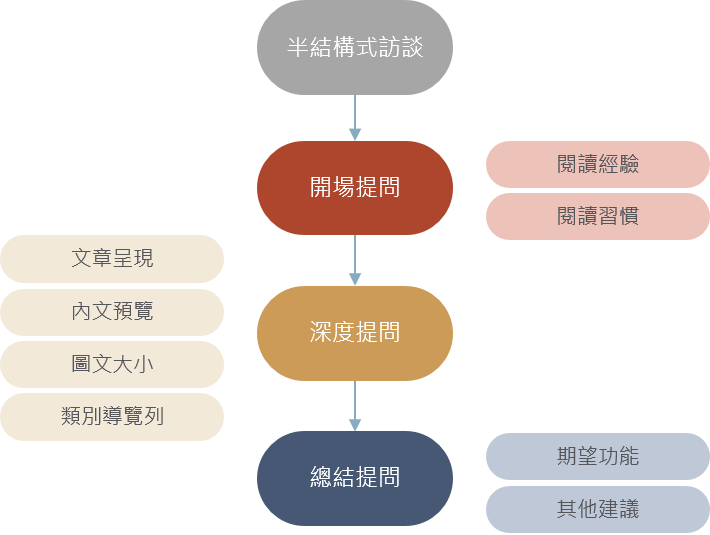 半結構式訪談
開場提問
閱讀經驗
閱讀習慣
文章呈現
內文預覽
圖文大小
類別導覽列
深度提問
總結提問
期望功能
其他建議